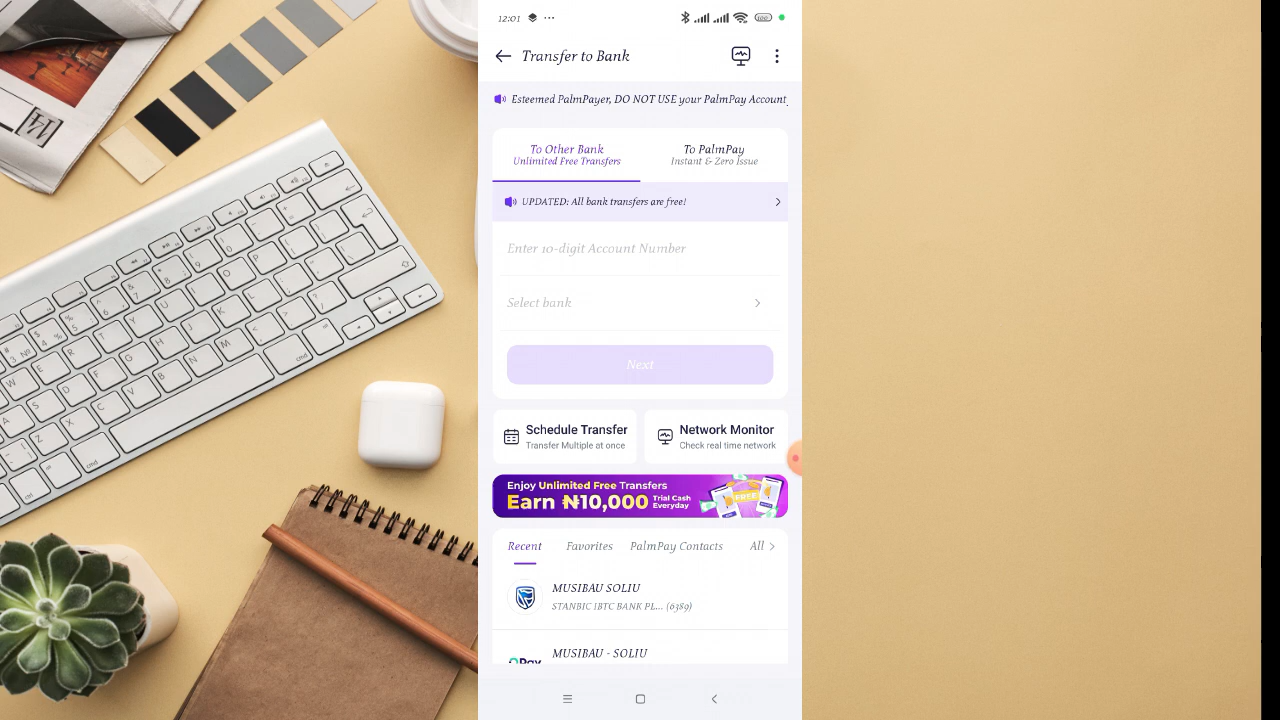 12:01
Transfer to Bank
Esteemed PalmPayer, DO NOT USE your PalmPay Account
To Other Bank
Unlimited Free Transfers
To PalmPay
Instant & Zero Issue
UPDATED: All bank transfers are free!
Enter 10-digit Account Number
Select bank
Next
Schedule Transfer
Transfer Multiple at once
Network Monitor
Check real time network
Enjoy Unlimited Free Transfers
Earn ₦10,000 Trial Cash Everyday
FREE
Recent
Favorites
PalmPay Contacts
All
MUSIBAU SOLIU
STANBIC IBTC BANK PL... (6389)
MUSIBAU - SOLIU
OPay